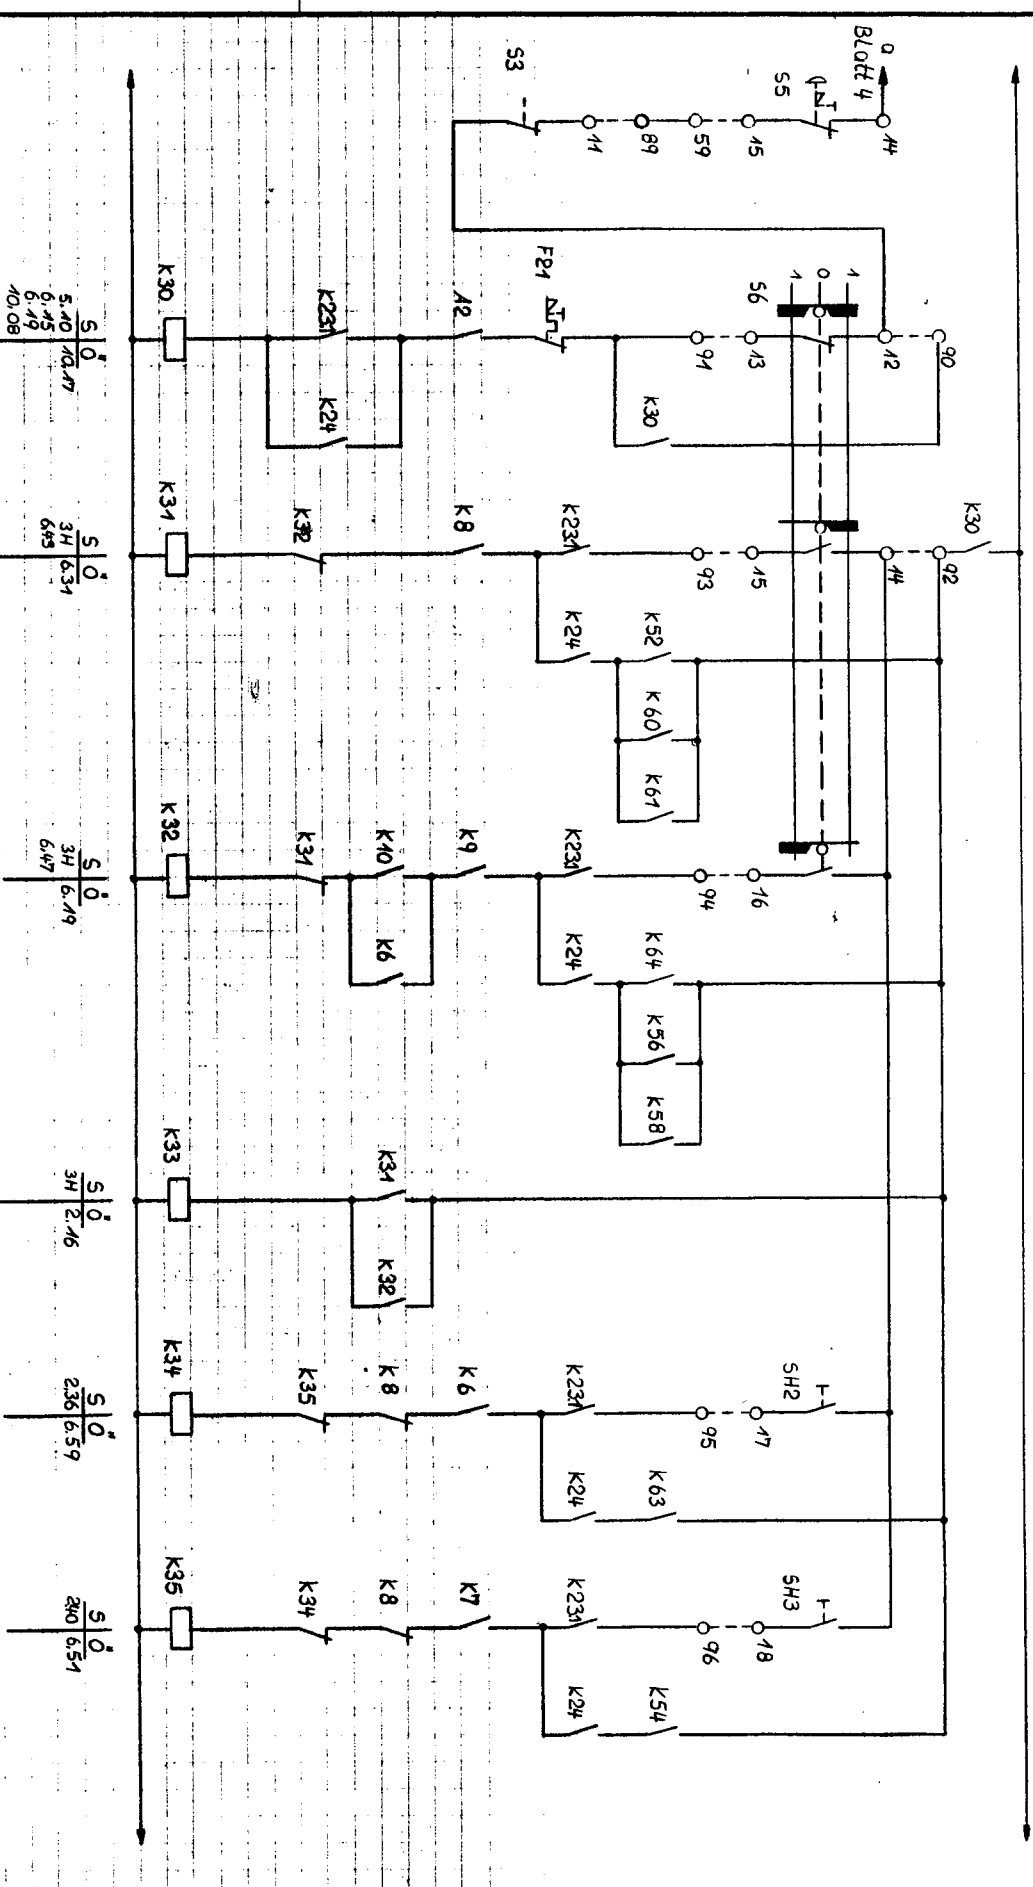 a
Blatt 4
14
S5
15
59
89
11
S3
S6
1
0
1
90
12
13
91
F21
K30
12
K231
K24
K30
S Ö
5.10 10.17
6.15
6.19
10.08
K30
92
14
15
93
K231
K24
K52
K60
K61
K8
K32
K31
S Ö
3H 6.31
6.45
16
94
K231
K24
K64
K56
K58
K9
K10
K6
K31
K32
S Ö
3H 6.19
6.47
K31
K32
K33
S Ö
3H 2.16
SH2
17
95
K231
K24
K63
K6
K8
K35
K34
S Ö
2.36 6.59
SH3
18
96
K231
K24
K54
K7
K8
K34
K35
S Ö
2.40 6.51